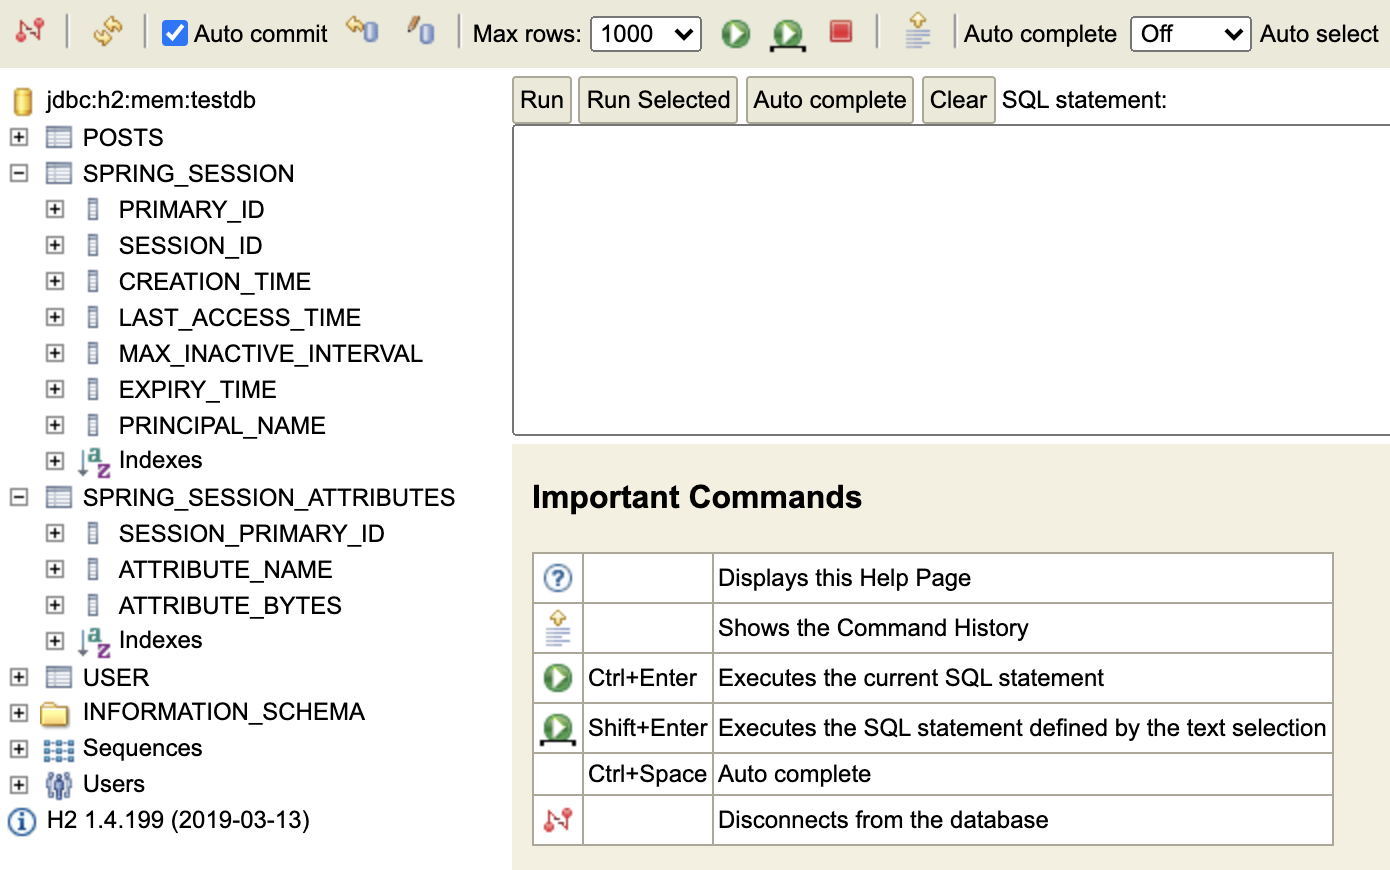 Auto commit Max rows: 1000 Auto complete Off Auto select
jdbc:h2:mem:testdb
POSTS
SPRING_SESSION
PRIMARY_ID
SESSION_ID
CREATION_TIME
LAST_ACCESS_TIME
MAX_INACTIVE_INTERVAL
EXPIRY_TIME
PRINCIPAL_NAME
Indexes
SPRING_SESSION_ATTRIBUTES
SESSION_PRIMARY_ID
ATTRIBUTE_NAME
ATTRIBUTE_BYTES
Indexes
USER
INFORMATION_SCHEMA
Sequences
Users
H2 1.4.199 (2019-03-13)
Run Run Selected Auto complete Clear SQL statement:
Important Commands
Displays this Help Page
Shows the Command History
Ctrl+Enter Executes the current SQL statement
Shift+Enter Executes the SQL statement defined by the text selection
Ctrl+Space Auto complete
Disconnects from the database